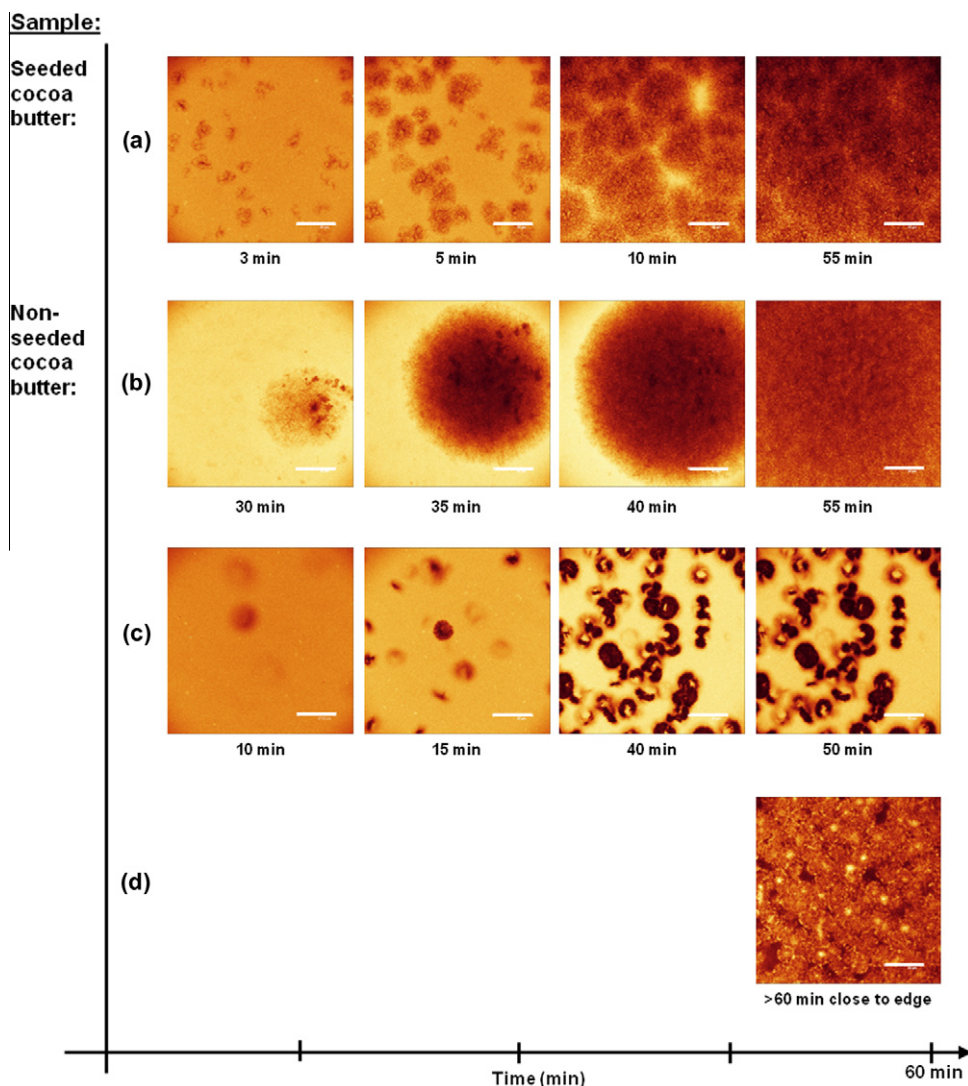 Sample:
Seeded
cocoa
butter:
(a)
3 min
5 min
10 min
55 min
Non-
seeded
cocoa
butter:
(b)
30 min
35 min
40 min
55 min
(c)
10 min
15 min
40 min
50 min
(d)
>60 min close to edge
Time (min)
60 min